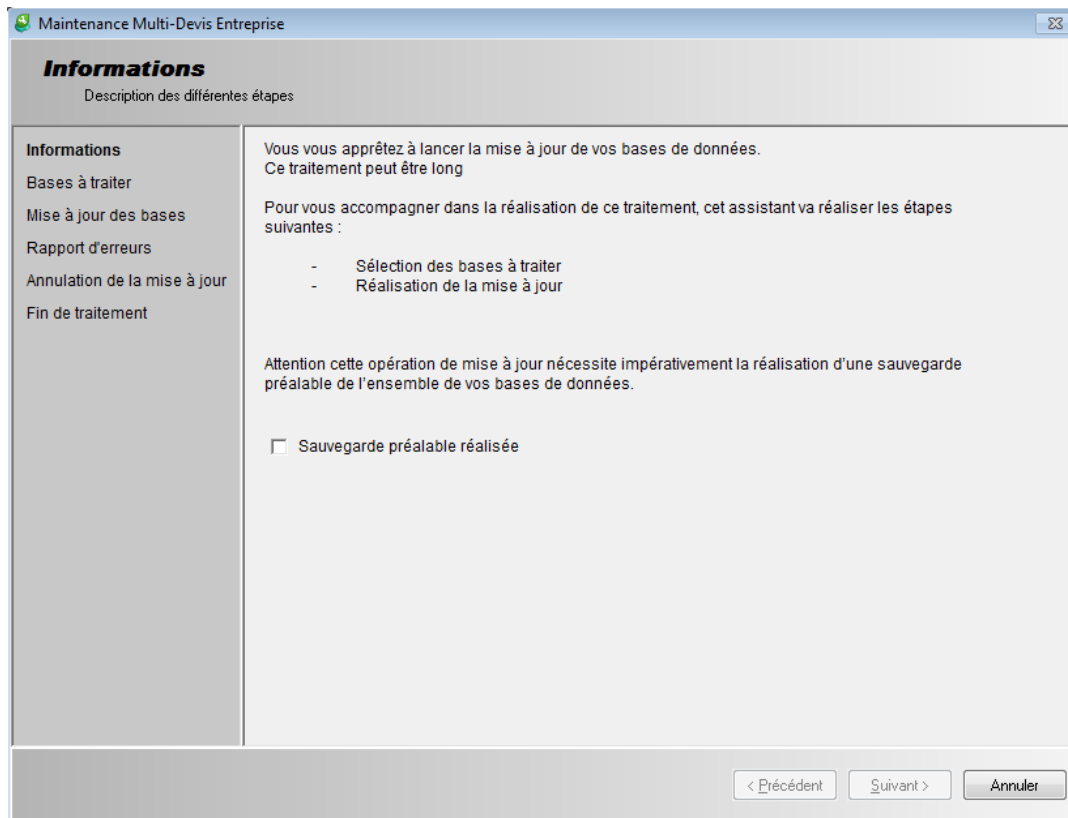 Maintenance Multi-Devis Entreprise
Informations
Description des différentes étapes
Informations
Bases à traiter
Mise à jour des bases
Rapport d'erreurs
Annulation de la mise à jour
Fin de traitement
Vous vous apprêtez à lancer la mise à jour de vos bases de données.
Ce traitement peut être long
Pour vous accompagner dans la réalisation de ce traitement, cet assistant va réaliser les étapes
suivantes :
- Sélection des bases à traiter
- Réalisation de la mise à jour
Attention cette opération de mise à jour nécessite impérativement la réalisation d'une sauvegarde
préalable de l'ensemble de vos bases de données.
Sauvegarde préalable réalisée
< Précédent
Suivant >
Annuler